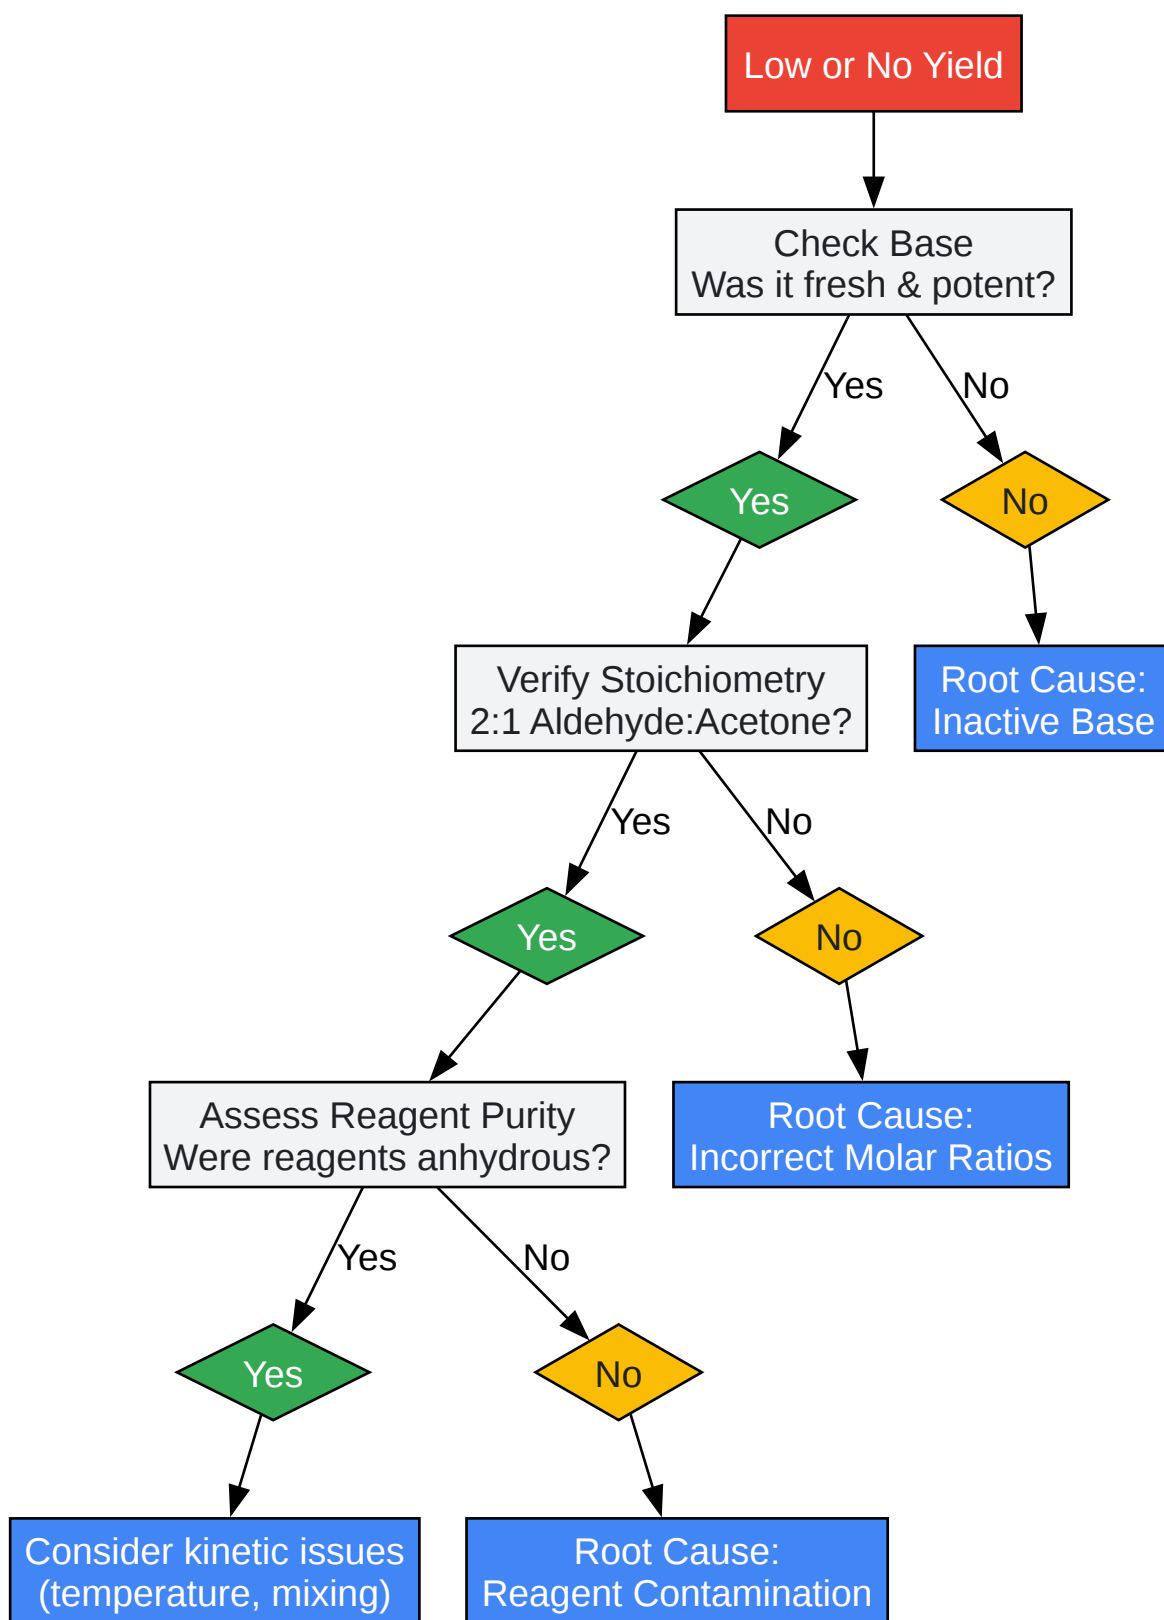 Low or No Yield
Check Base
Was it fresh & potent?
Yes
No
Yes
No
Verify Stoichiometry
2:1 Aldehyde:Acetone?
Root Cause:
Inactive Base
Yes
No
Yes
No
Assess Reagent Purity
Were reagents anhydrous?
Root Cause:
Incorrect Molar Ratios
Yes
No
Yes
No
Consider kinetic issues
(temperature, mixing)
Root Cause:
Reagent Contamination